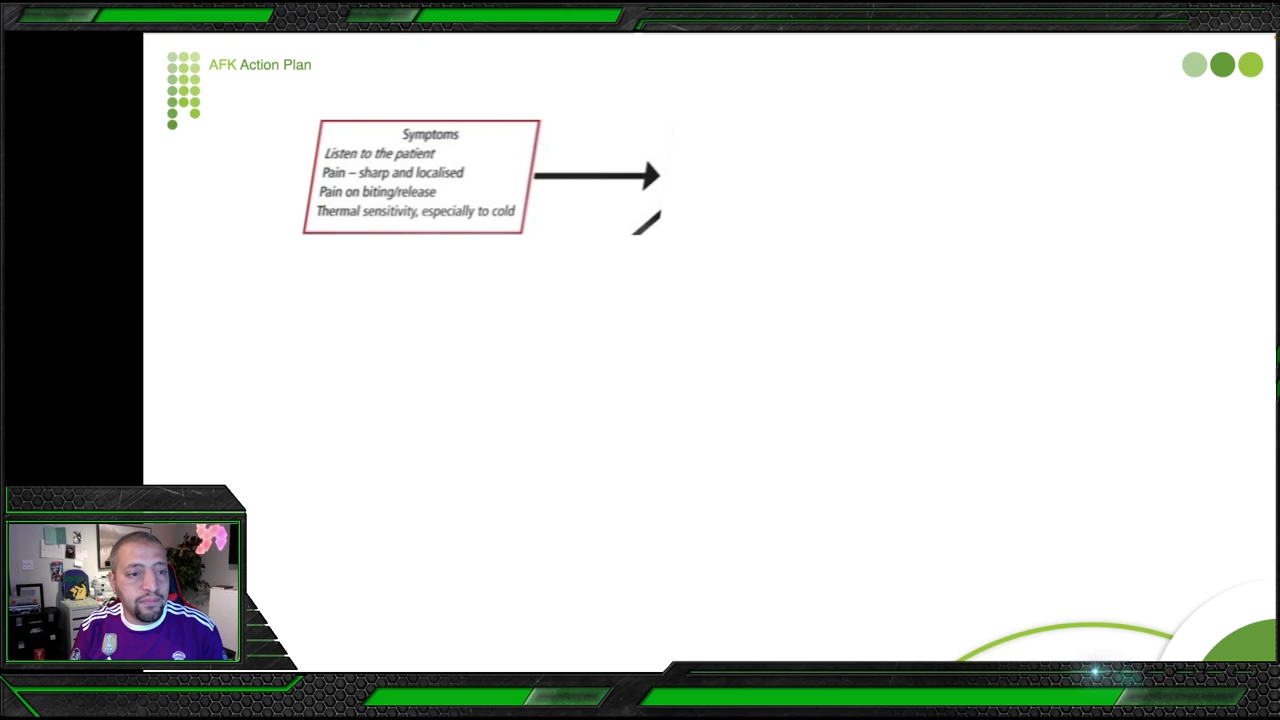 AFK Action Plan
Symptoms
Listen to the patient
Pain – sharp and localised
Pain on biting/release
Thermal sensitivity, especially to cold